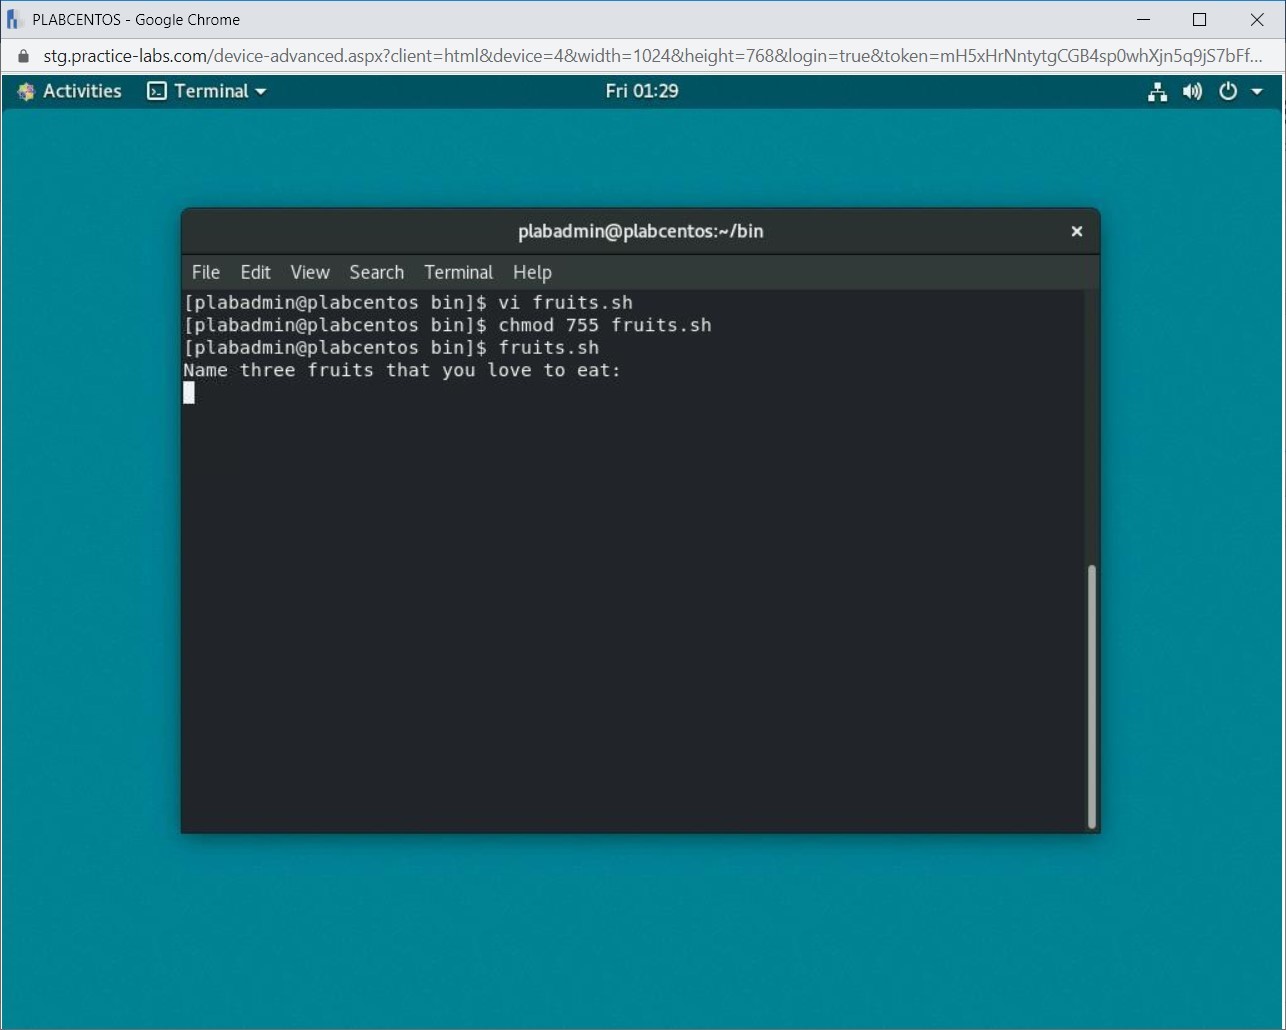 PLABCENTOS - Google Chrome
stg.practice-labs.com/device-advanced.aspx?client=html&device=4&width=1024&height=768&login=true&token=mH5xHrNntytgCGB4sp0whXjn5q9jS7bFf...
Activities Terminal Fri 01:29
plabadmin@plabcentos:~/bin
File Edit View Search Terminal Help
[plabadmin@plabcentos bin]$ vi fruits.sh
[plabadmin@plabcentos bin]$ chmod 755 fruits.sh
[plabadmin@plabcentos bin]$ fruits.sh
Name three fruits that you love to eat: